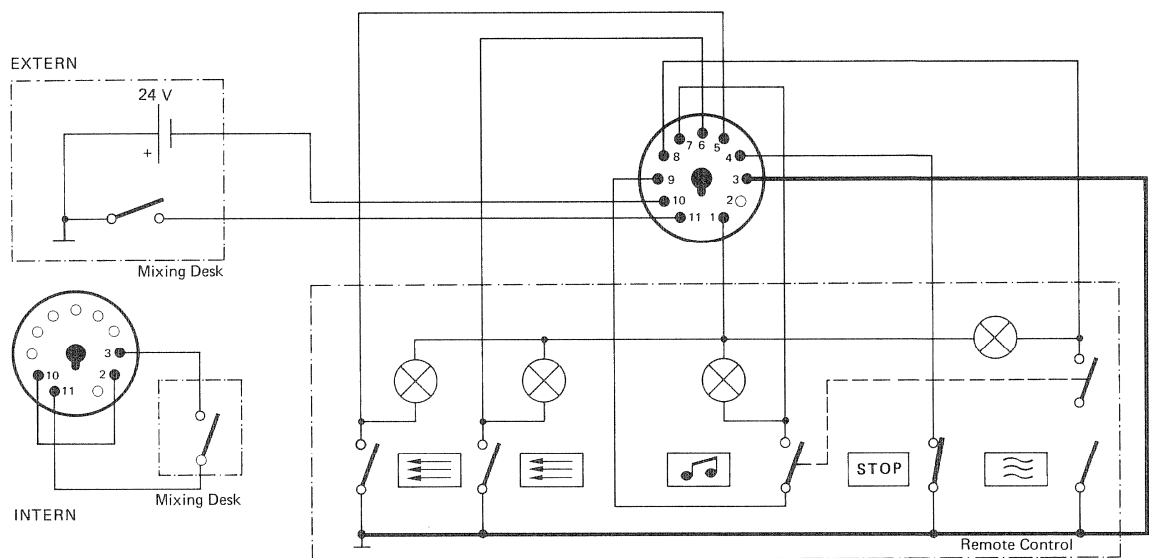 EXTERN
24 V
+
Mixing Desk
7 6 5
8 4
9 3
10 2
11 1
3
10 2
11
Mixing Desk
INTERN
STOP
Remote Control